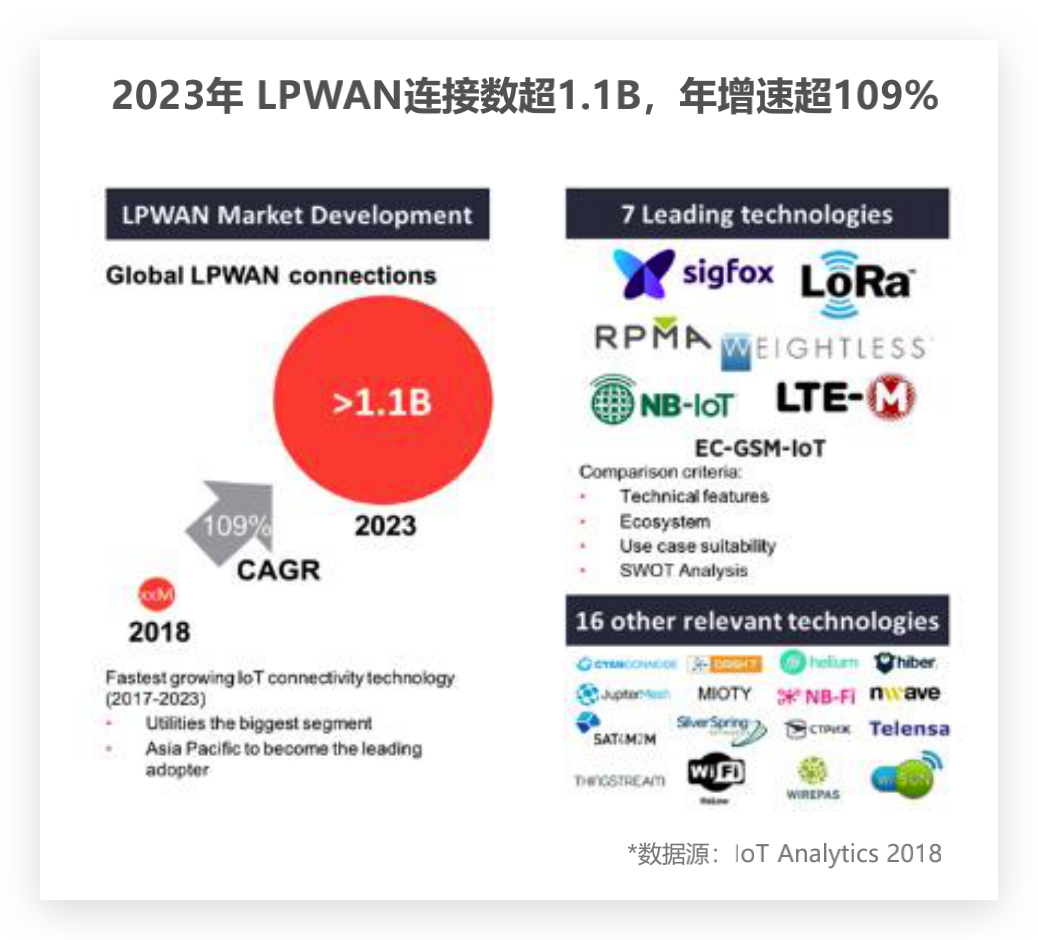 2023年 LPWAN连接数超1.1B，年增速超109%
LPWAN Market Development
Global LPWAN connections
>1.1B
2023
109%
CAGR
xxM
2018
Fastest growing IoT connectivity technology
(2017-2023)
• Utilities the biggest segment
• Asia Pacific to become the leading
adopter
7 Leading technologies
sigfox LoRa™
RPMA WEIGHTLESS
NB-IoT LTE-M
EC-GSM-IoT
Comparison criteria:
• Technical features
• Ecosystem
• Use case suitability
• SWOT Analysis
16 other relevant technologies
CYANCONNODE DASH7 helium hiber.
JupiterMesh MIOTY NB-Fi nwave
SAT4M2M SilverSpring СТРИЖ Telensa
THINGSTREAM WiFi WIREPAS Wi-SUN
HaLow
*数据源：IoT Analytics 2018